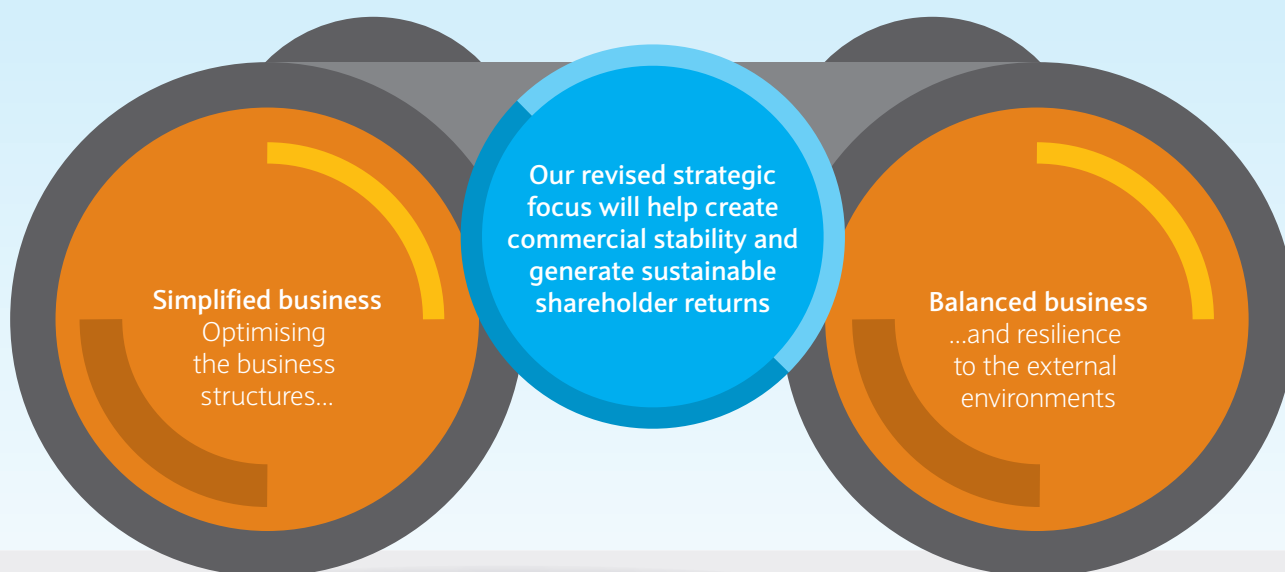 Simplified business
Optimising
the business
structures...
Our revised strategic
focus will help create
commercial stability and
generate sustainable
shareholder returns
Balanced business
...and resilience
to the external
environments